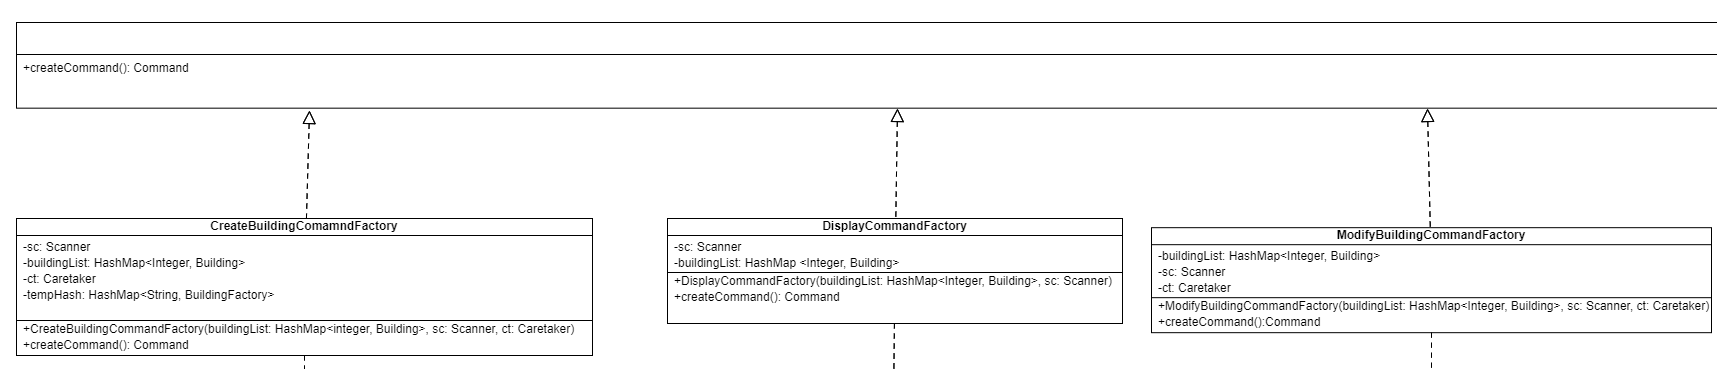 +createCommand(): Command
CreateBuildingComamndFactory
-sc: Scanner
-buildingList: HashMap<Integer, Building>
-ct: Caretaker
-tempHash: HashMap<String, BuildingFactory>
+CreateBuildingCommandFactory(buildingList: HashMap<integer, Building>, sc: Scanner, ct: Caretaker)
+createCommand(): Command
DisplayCommandFactory
-sc: Scanner
-buildingList: HashMap <Integer, Building>
+DisplayCommandFactory(buildingList: HashMap<Integer, Building>, sc: Scanner)
+createCommand(): Command
ModifyBuildingCommandFactory
-buildingList: HashMap<Integer, Building>
-sc: Scanner
-ct: Caretaker
+ModifyBuildingCommandFactory(buildingList: HashMap<Integer, Building>, sc: Scanner, ct: Caretaker)
+createCommand():Command